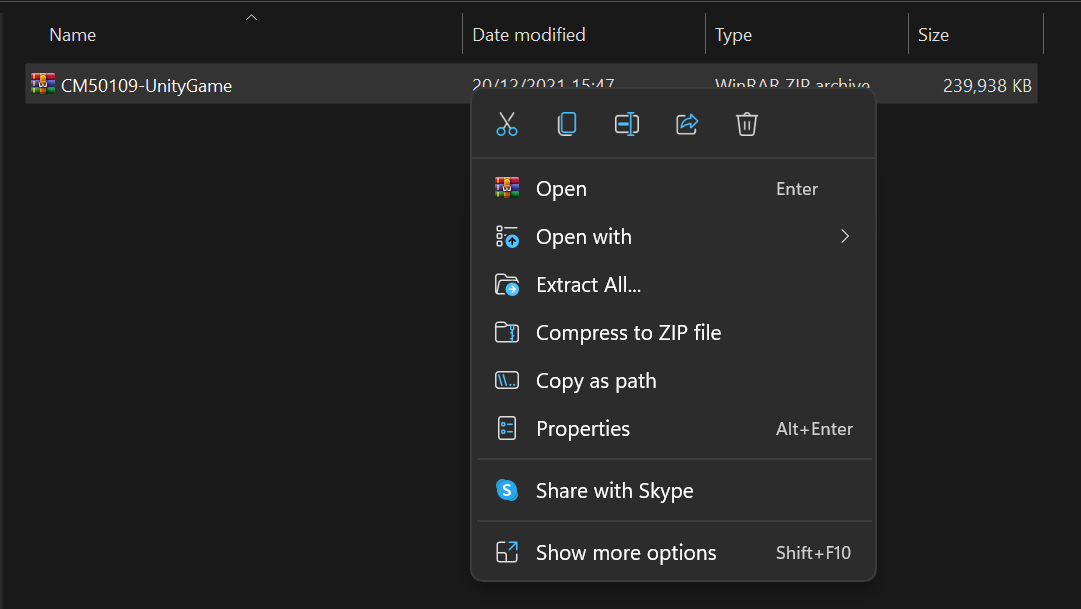 Name Date modified Type Size
CM50109-UnityGame 20/12/2021 15:47 WinRAR ZIP archive 239,938 KB
Open Enter
Open with
Extract All...
Compress to ZIP file
Copy as path
Properties Alt+Enter
Share with Skype
Show more options Shift+F10